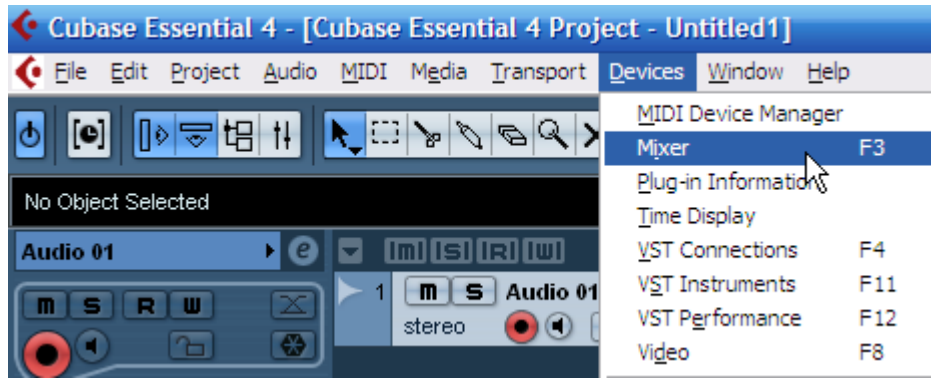 Cubase Essential 4 - [Cubase Essential 4 Project - Untitled1]
File Edit Project Audio MIDI Media Transport Devices Window Help
MIDI Device Manager
Mixer F3
Plug-in Information
Time Display
VST Connections F4
VST Instruments F11
VST Performance F12
Video F8
No Object Selected
Audio 01 e
m S R W
m S R W
1 m S Audio 01
stereo